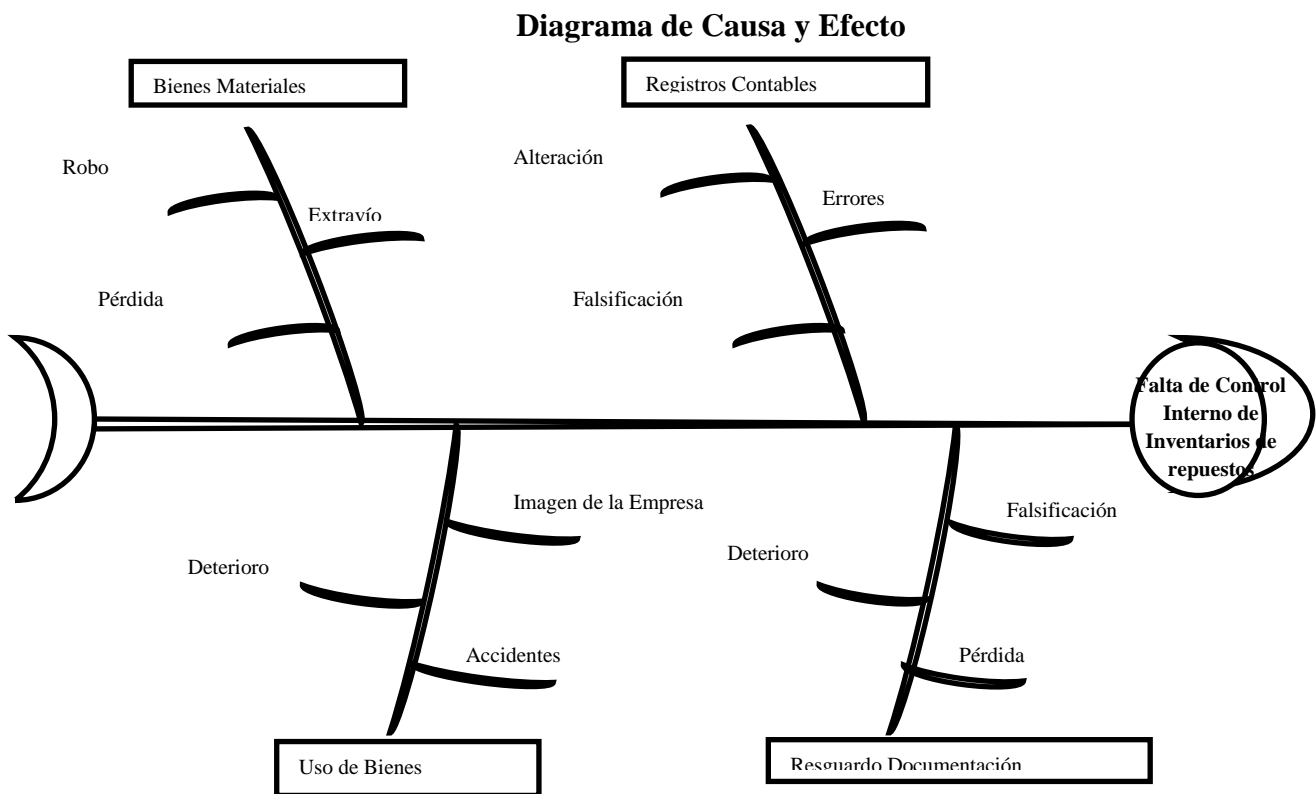 Diagrama de Causa y Efecto
Bienes Materiales
Registros Contables
Robo
Extravío
Pérdida
Alteración
Errores
Falsificación
Falta de Control
Interno de
Inventarios de
repuestos
Imagen de la Empresa
Deterioro
Accidentes
Falsificación
Deterioro
Pérdida
Uso de Bienes
Resguardo Documentación